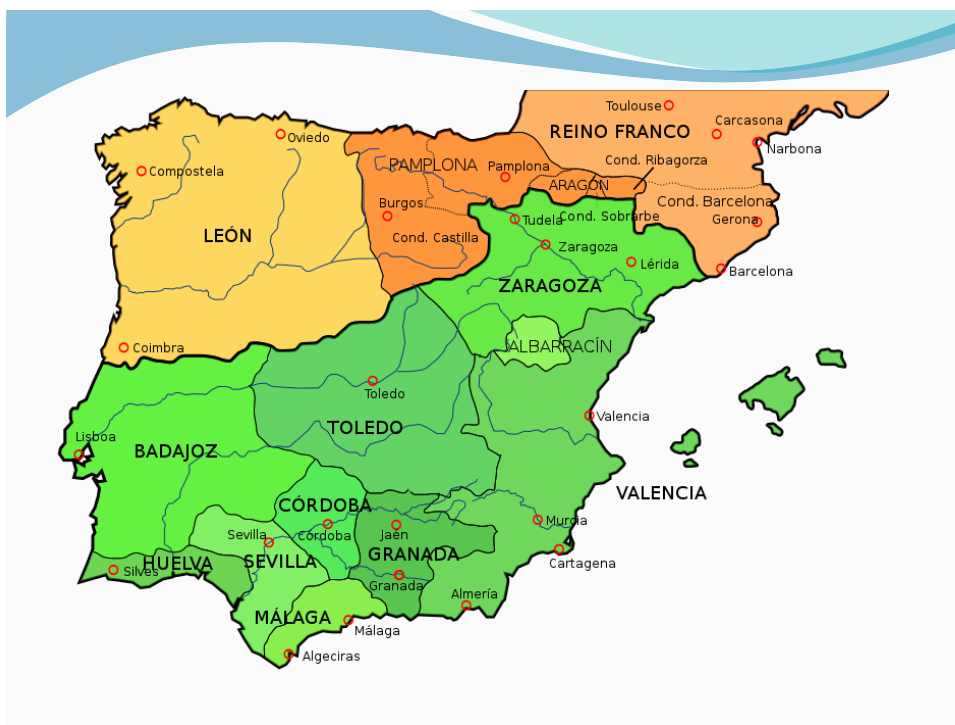 Toulouse
REINO FRANCO
Carcasona
Narbona
Oviedo
Compostela
PAMPLONA
Pamplona
Cond. Ribagorza
ARAGÓN
Burgos
Cond. Barcelona
Tudela
Cond. Sobrarbe
Gerona
LEÓN
Cond. Castilla
Zaragoza
Lérida
Barcelona
ZARAGOZA
Coimbra
ALBARRACÍN
Toledo
Valencia
TOLEDO
Lisboa
BADAJOZ
VALENCIA
CÓRDOBA
Murcia
Sevilla
Córdoba
Jaén
HUELVA
SEVILLA
GRANADA
Cartagena
Silves
Granada
Almería
MÁLAGA
Málaga
Algeciras